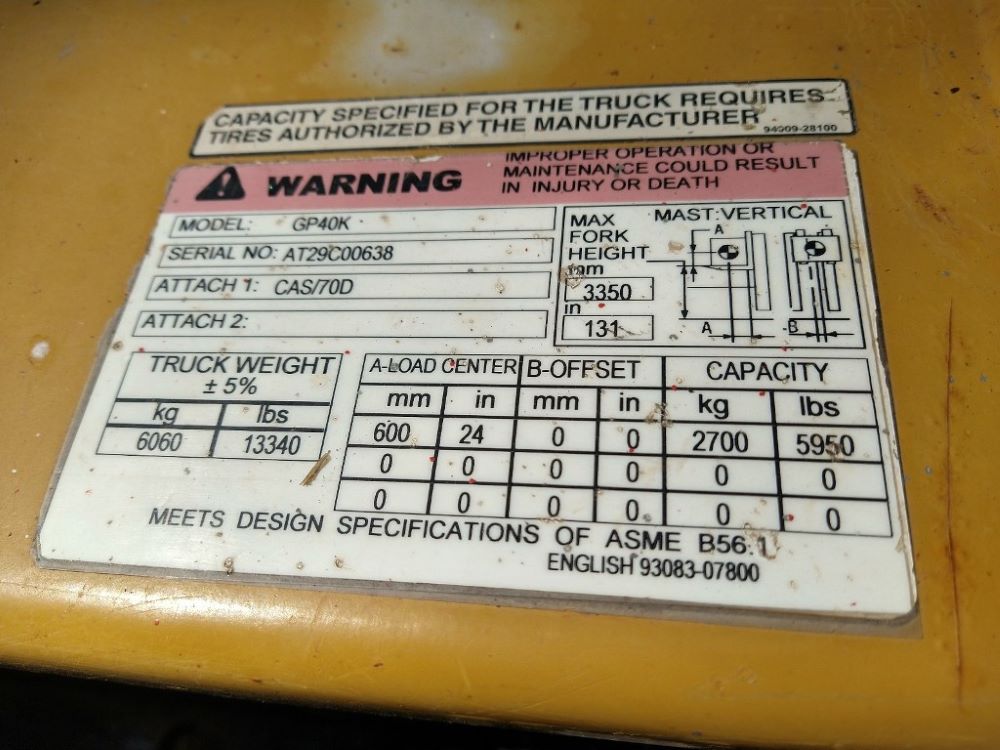 CAPACITY SPECIFIED FOR THE TRUCK REQUIRES
TIRES AUTHORIZED BY THE MANUFACTURER
94009-28100
WARNING
IMPROPER OPERATION OR
MAINTENANCE COULD RESULT
IN INJURY OR DEATH
MODEL: GP40K
SERIAL NO: AT29C00638
ATTACH 1: CAS/70D
ATTACH 2:
MAX
FORK
HEIGHT
mm
3350
in
131
MAST:VERTICAL
A
A
B
TRUCK WEIGHT
± 5%
kg lbs
6060 13340
A-LOAD CENTER B-OFFSET CAPACITY
mm in mm in kg lbs
600 24 0 0 2700 5950
0 0 0 0 0 0
0 0 0 0 0 0
MEETS DESIGN SPECIFICATIONS OF ASME B56.1
ENGLISH 93083-07800